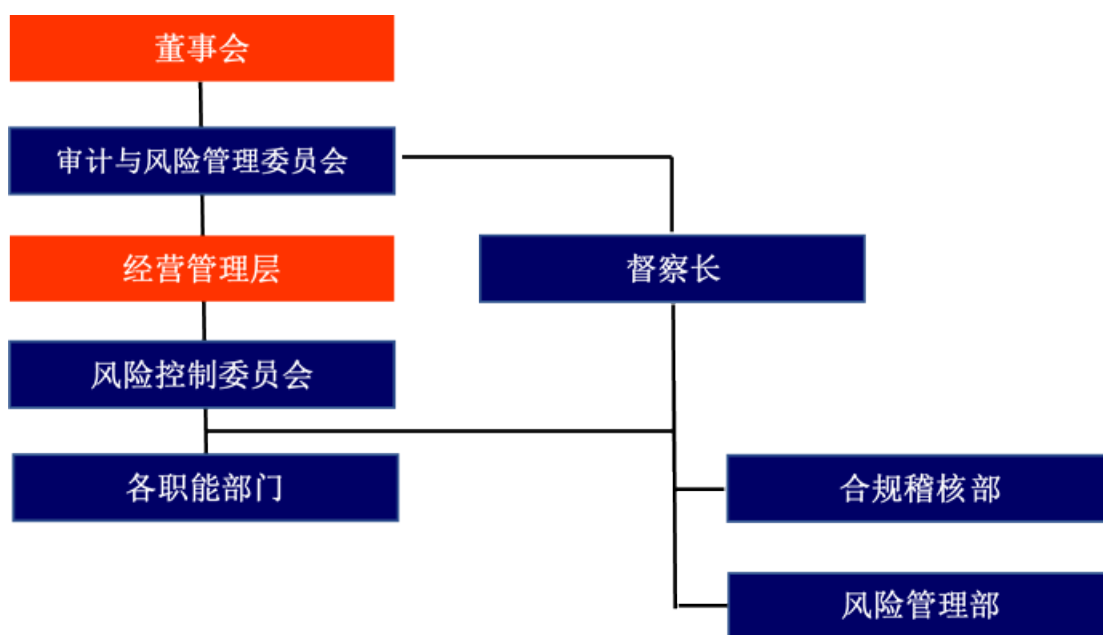 董事会
审计与风险管理委员会
经营管理层
督察长
风险控制委员会
各职能部门
合规稽核部
风险管理部